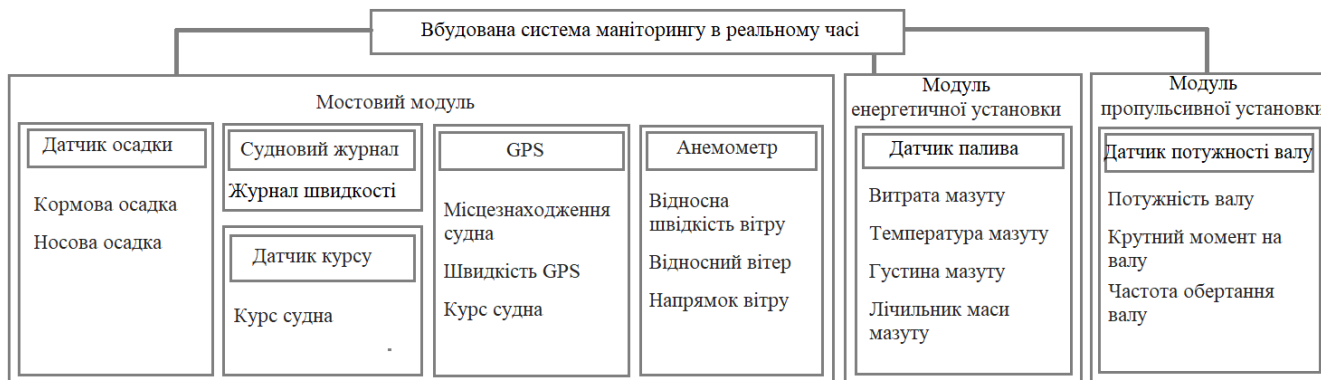 Вбудована система маніторингу в реальному часі
Мостовий модуль
Датчик осадки
Кормова осадка
Носова осадка
Судновий журнал
Журнал швидкості
Датчик курсу
Курс судна
GPS
Місцезнаходження
судна
Швидкість GPS
Курс судна
Анемометр
Відносна
швідкість вітру
Відносний вітер
Напрямок вітру
Модуль
енергетичної установки
Датчик палива
Витрата мазуту
Температура мазуту
Густина мазуту
Лічильник маси
мазуту
Модуль
пропульсивної установки
Датчик потужності валу
Потужність валу
Крутний момент на
валу
Частота обертання
валу